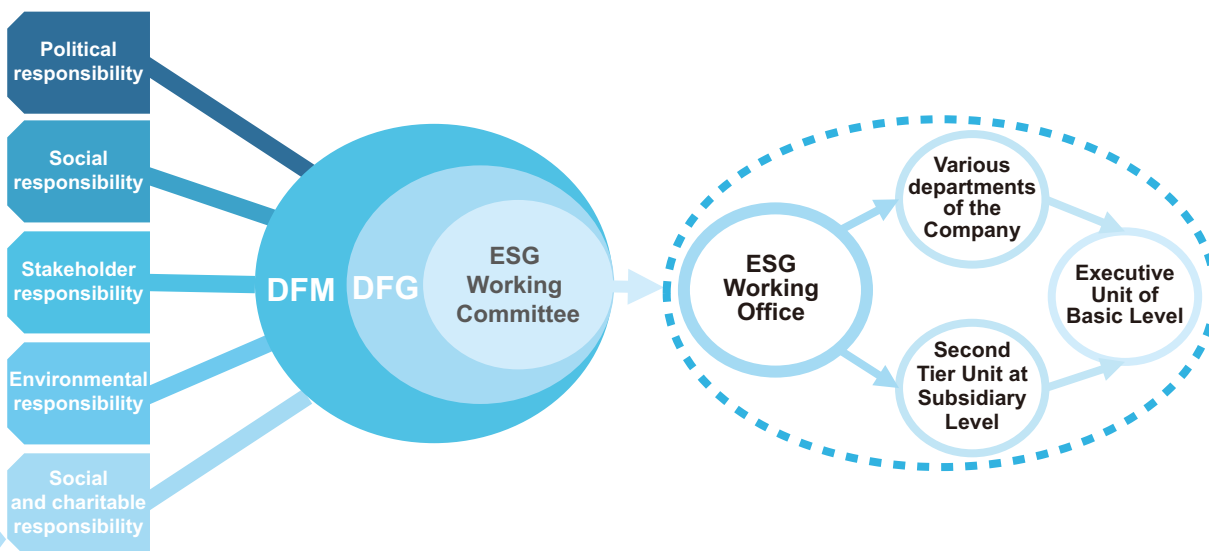 Political
responsibility
Social
responsibility
Stakeholder
responsibility
Environmental
responsibility
Social
and charitable
responsibility
DFM
DFG
ESG
Working
Committee
ESG
Working
Office
Various
departments
of the
Company
Second
Tier Unit at
Subsidiary
Level
Executive
Unit of
Basic Level